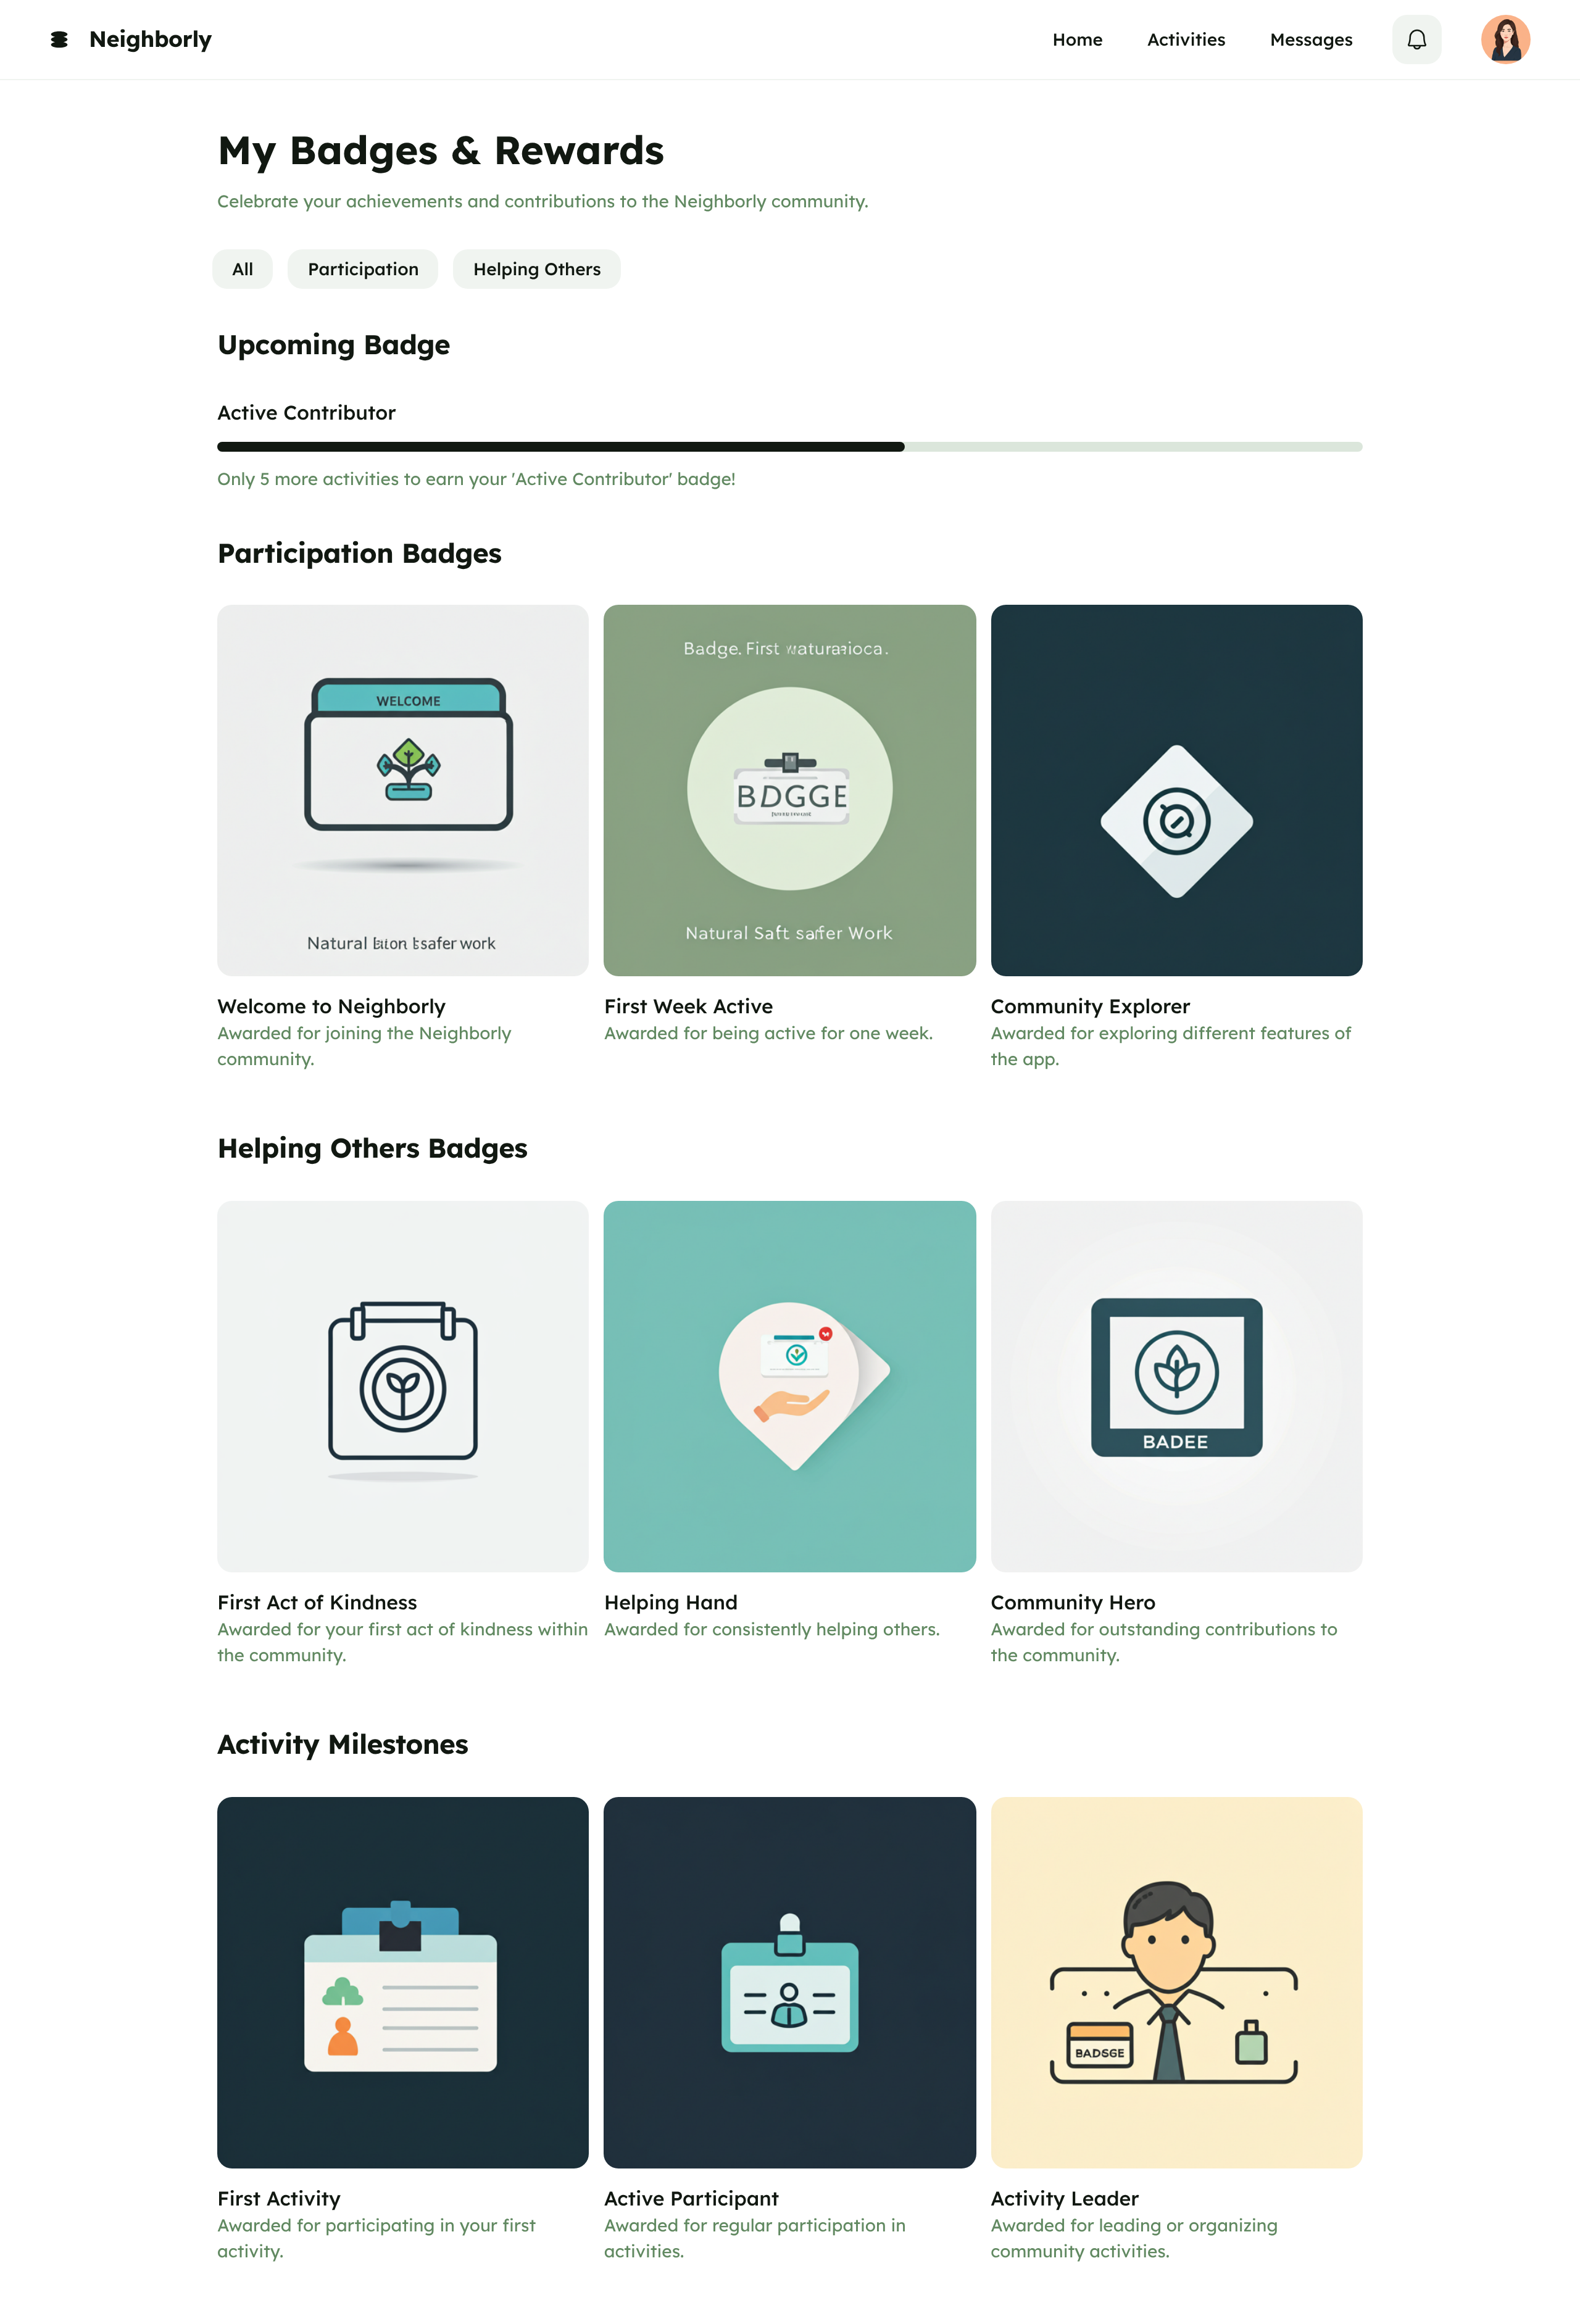 Neighborly
Home
Activities
Messages
My Badges & Rewards
Celebrate your achievements and contributions to the Neighborly community.
All
Participation
Helping Others
Upcoming Badge
Active Contributor
Only 5 more activities to earn your 'Active Contributor' badge!
Participation Badges
WELCOME
Natural safer work
Badge. First
BDGGE
Natural Saft safer Work
Welcome to Neighborly
Awarded for joining the Neighborly
community.
First Week Active
Awarded for being active for one week.
Community Explorer
Awarded for exploring different features of
the app.
Helping Others Badges
BADEE
First Act of Kindness
Awarded for your first act of kindness within
the community.
Helping Hand
Awarded for consistently helping others.
Community Hero
Awarded for outstanding contributions to
the community.
Activity Milestones
BADSGE
First Activity
Awarded for participating in your first
activity.
Active Participant
Awarded for regular participation in
activities.
Activity Leader
Awarded for leading or organizing
community activities.